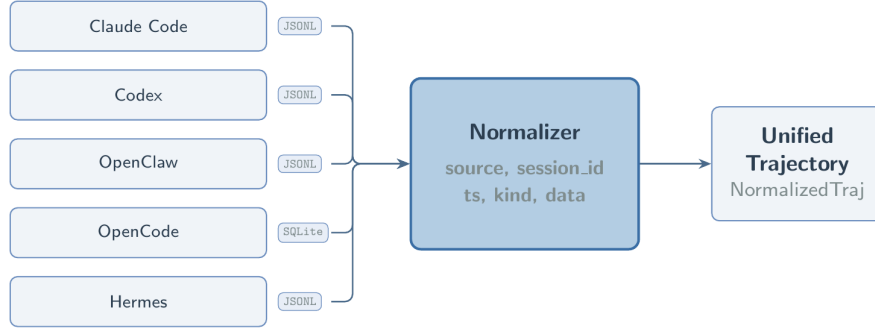 Claude Code
JSONL
Codex
JSONL
OpenClaw
JSONL
OpenCode
SQLite
Hermes
JSONL
Normalizer
source, session_id
ts, kind, data
Unified
Trajectory
NormalizedTraj